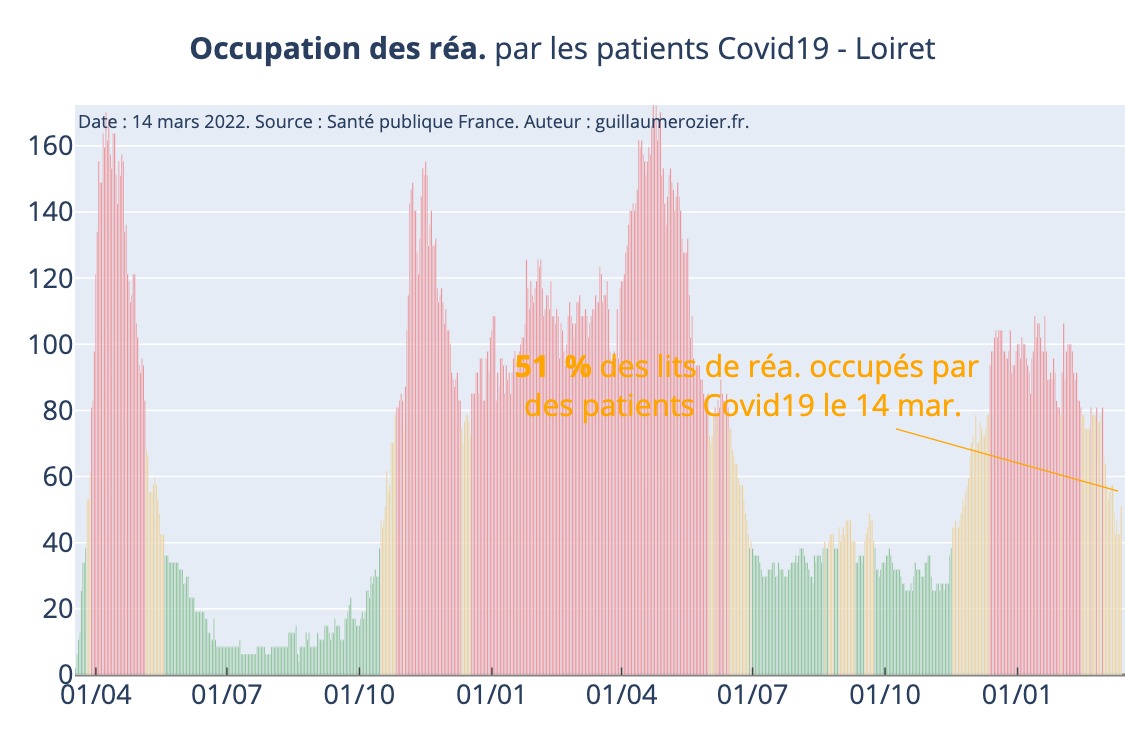 Occupation des réa. par les patients Covid19 - Loiret
Date : 14 mars 2022. Source : Santé publique France. Auteur : guillaumerozier.fr.
160
140
120
100
51 % des lits de réa. occupés par
des patients Covid19 le 14 mar.
80
60
40
20
0
01/04 01/07 01/10 01/01 01/04 01/07 01/10 01/01